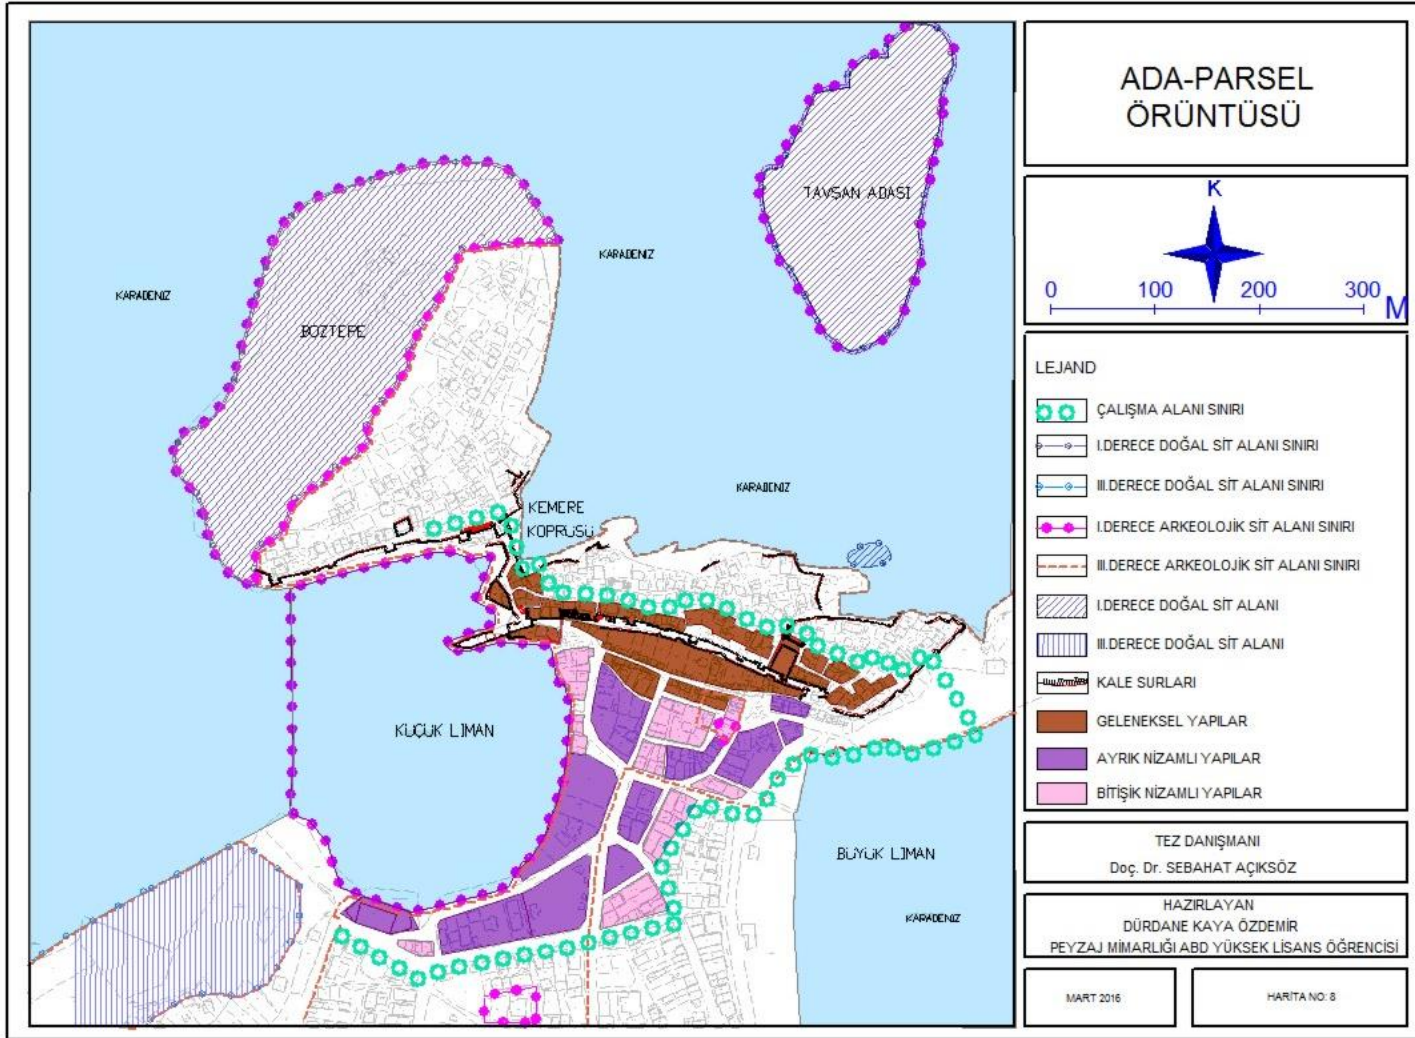 TAVŞAN ADASI
KARADENIZ
KARADENIZ
BOZTEPE
KARADENIZ
KEMERE
KÖPRÜSÜ
KÜÇÜK LIMAN
BÜYÜK LIMAN
KARADENIZ
ADA-PARSEL
ÖRÜNTÜSÜ
K
0 100 200 300 M
LEJAND
ÇALIŞMA ALANI SINIRI
I.DERECE DOĞAL SİT ALANI SINIRI
III.DERECE DOĞAL SİT ALANI SINIRI
I.DERECE ARKEOLOJİK SİT ALANI SINIRI
III.DERECE ARKEOLOJİK SİT ALANI SINIRI
I.DERECE DOĞAL SİT ALANI
III.DERECE DOĞAL SİT ALANI
KALE SURLARI
GELENEKSEL YAPILAR
AYRIK NİZAMLI YAPILAR
BİTİŞİK NİZAMLI YAPILAR
TEZ DANIŞMANI
Doç. Dr. SEBAHAT AÇIKSÖZ
HAZIRLAYAN
DÜRDANE KAYA ÖZDEMİR
PEYZAJ MİMARLIĞI ABD YÜKSEK LİSANS ÖĞRENCİSİ
MART 2016
HARİTA NO: 8